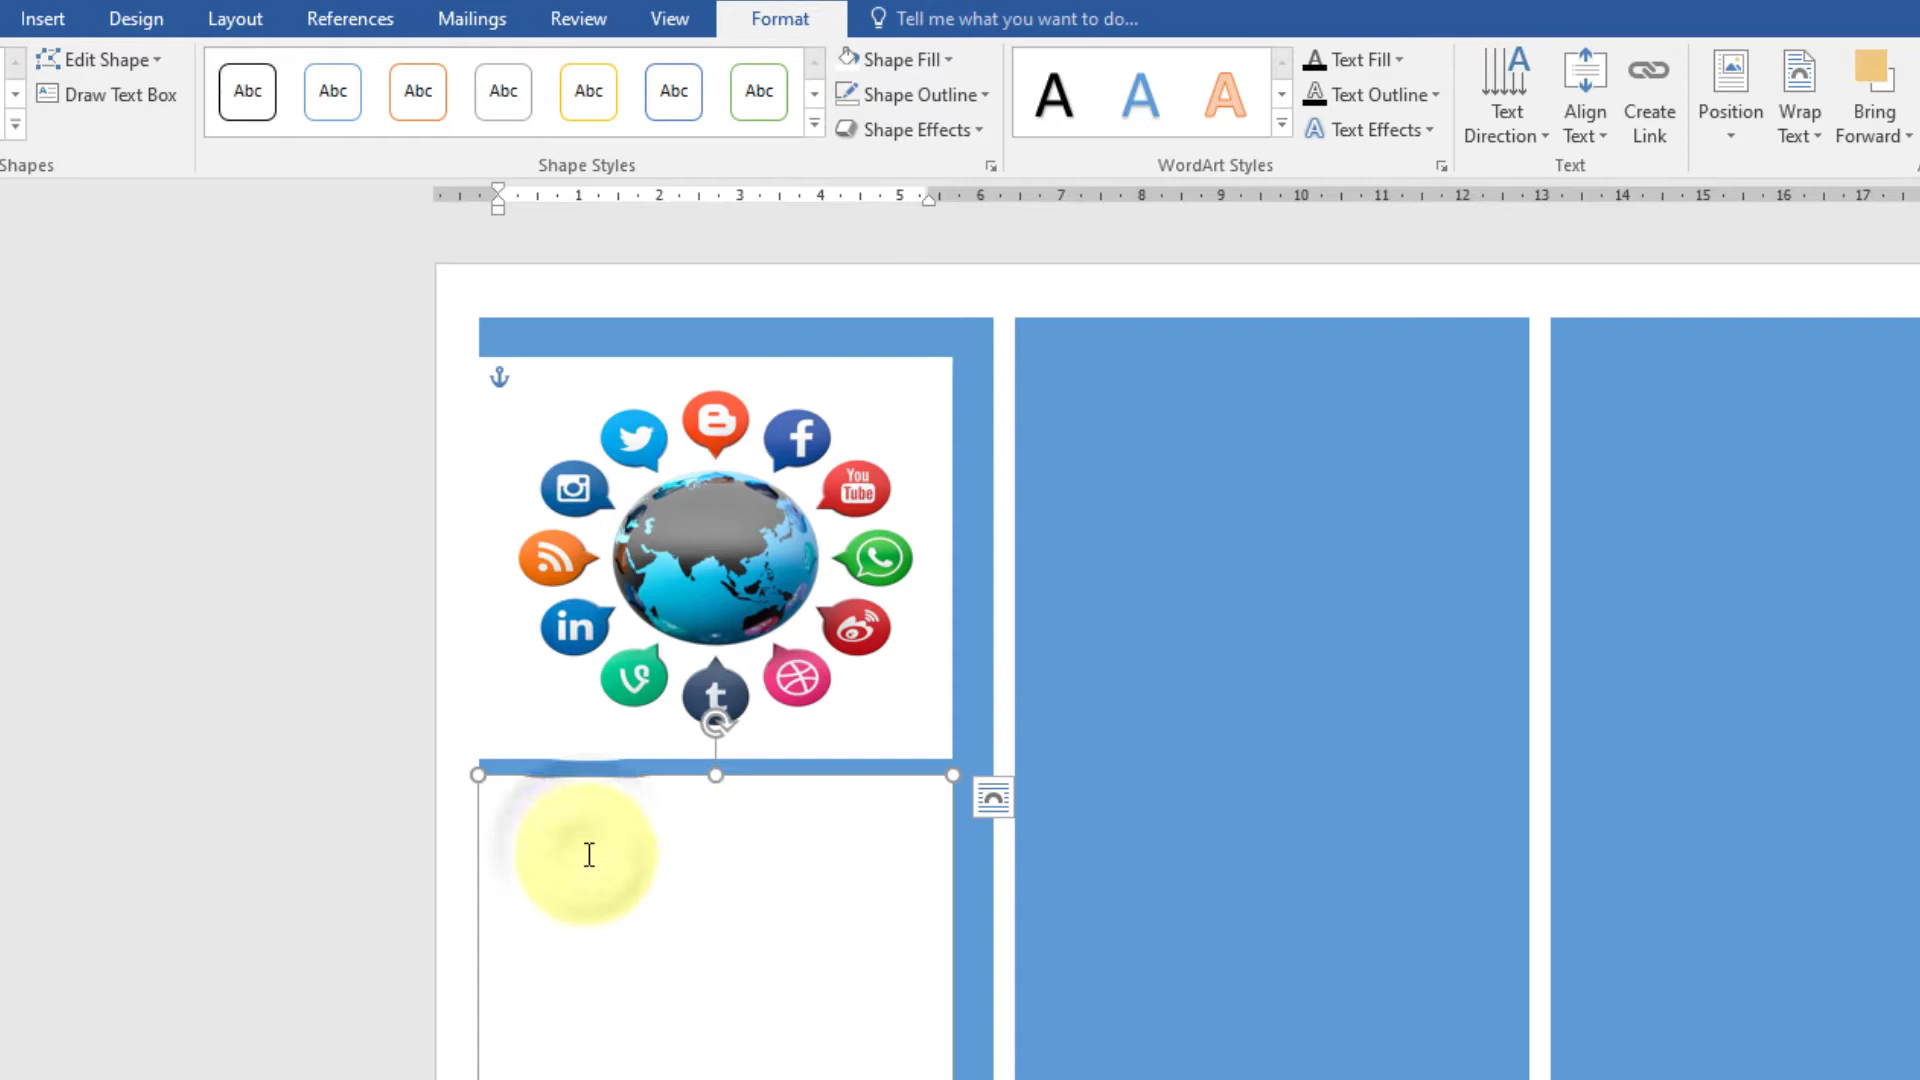 Insert Design Layout References Mailings Review View Format Tell me what you want to do...
Edit Shape
Draw Text Box
Abc Abc Abc Abc Abc Abc Abc
Shape Fill
Shape Outline
Shape Effects
A A A
Text Fill
Text Outline
Text Effects
Text Direction
Align Text
Create Link
Position
Wrap Text
Bring Forward
Shapes
Shape Styles
WordArt Styles
Text
1 2 3 4 5 6 7 8 9 10 11 12 13 14 15 16 17
f
You
Tube
in
t